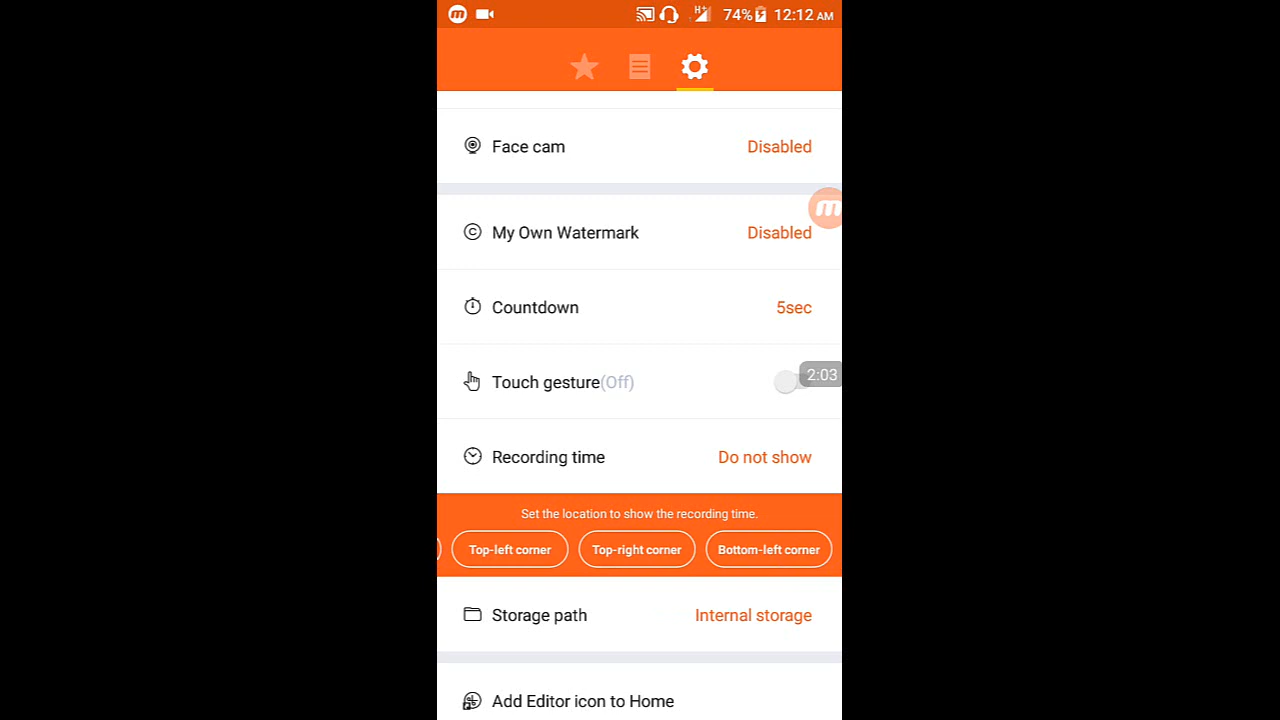 74% 12:12 AM
Face cam Disabled
My Own Watermark Disabled
Countdown 5sec
Touch gesture(Off) 2:03
Recording time Do not show
Set the location to show the recording time.
Top-left corner Top-right corner Bottom-left corner
Storage path Internal storage
Add Editor icon to Home